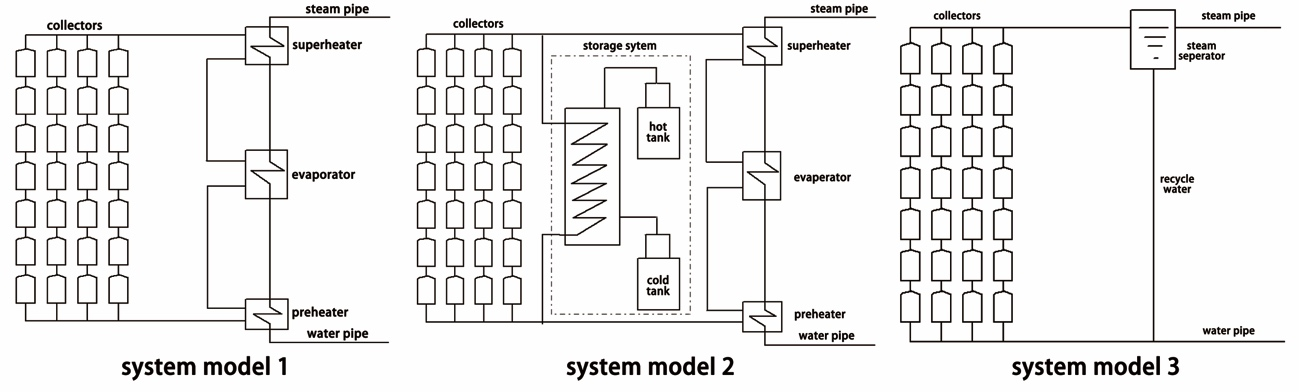 steam pipe
collectors
superheater
evaporator
preheater
water pipe
system model 1
steam pipe
collectors
storage sytem
superheater
hot
tank
evaperator
cold
tank
preheater
water pipe
system model 2
collectors
steam pipe
steam
seperator
recycle
water
water pipe
system model 3